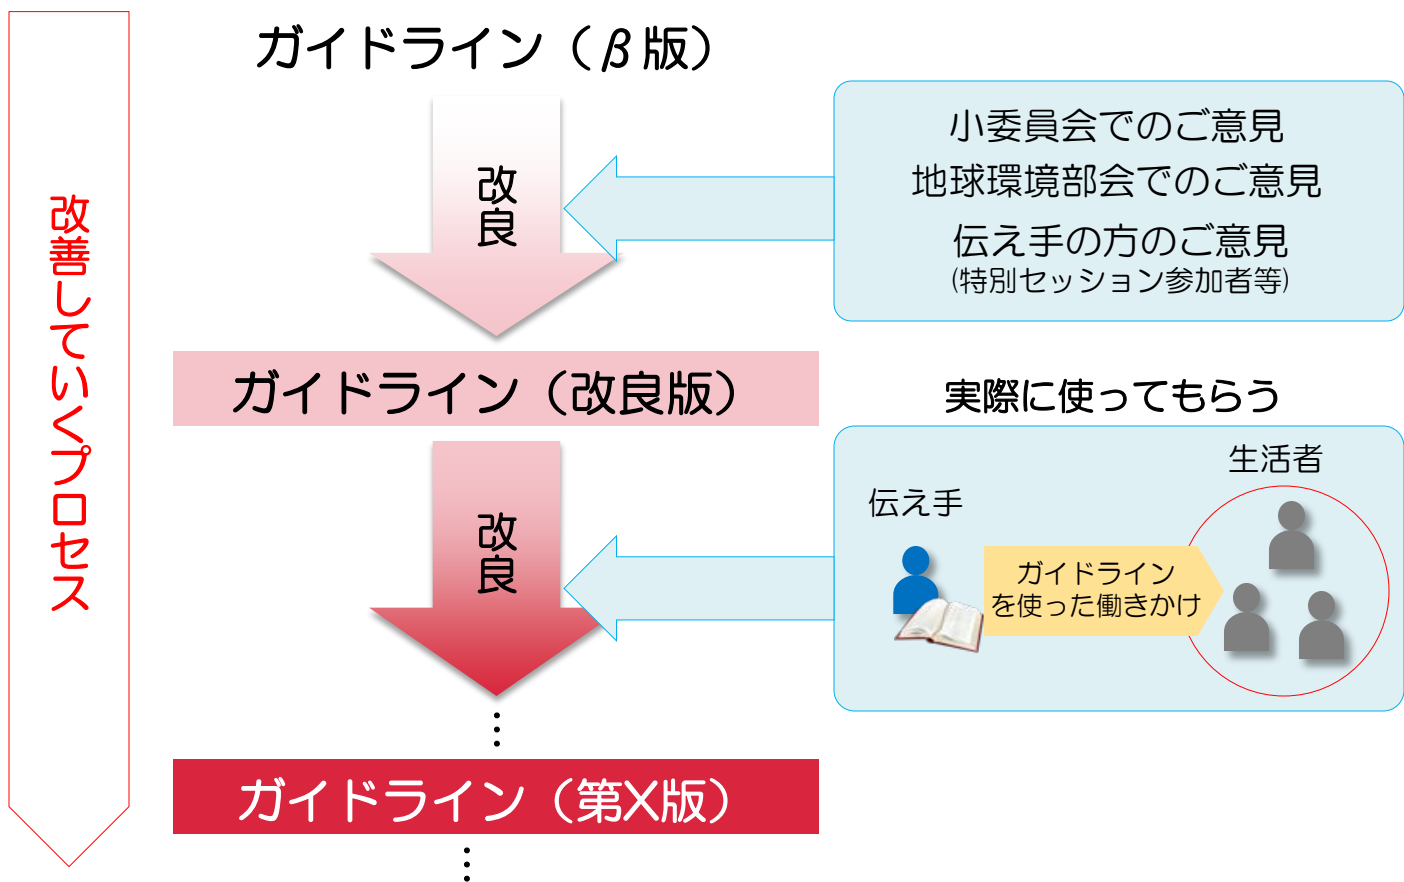 改善していくプロセス
ガイドライン（β版）
改良
小委員会でのご意見
地球環境部会でのご意見
伝え手の方のご意見
(特別セッション参加者等)
ガイドライン（改良版）
改良
実際に使ってもらう
生活者
伝え手
ガイドライン
を使った働きかけ
⋮
ガイドライン（第X版）
⋮